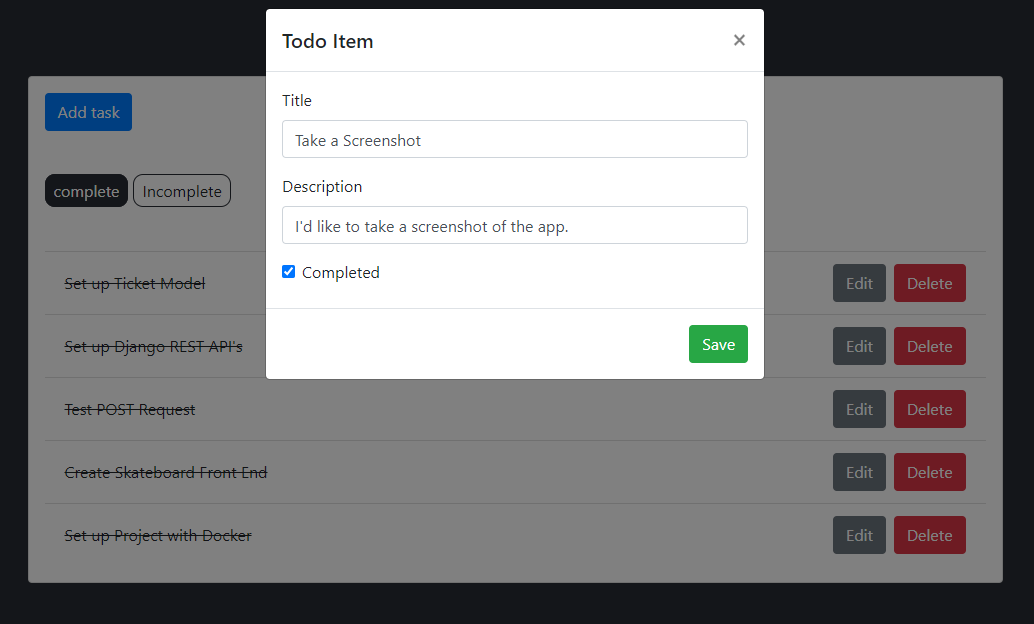 Todo Item ×
Title
Take a Screenshot
Description
I'd like to take a screenshot of the app.
Completed
Save
Add task
complete Incomplete
Set up Ticket Model Edit Delete
Set up Django REST API's Edit Delete
Test POST Request Edit Delete
Create Skateboard Front End Edit Delete
Set up Project with Docker Edit Delete